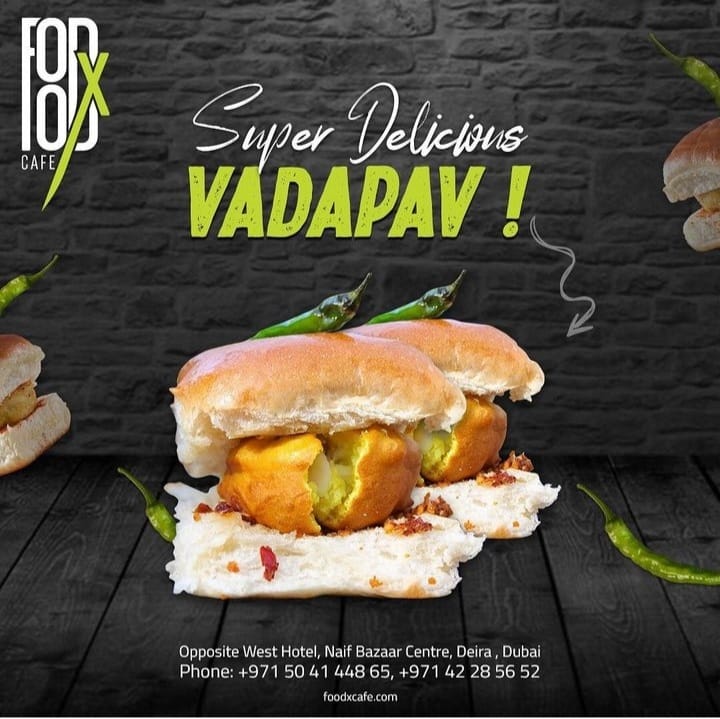 FOOD X
FOOD
CAFE
Super Delicious
VADAPAV !
Opposite West Hotel, Naif Bazaar Centre, Deira , Dubai
Phone: +971 50 41 448 65, +971 42 28 56 52
foodxcafe.com